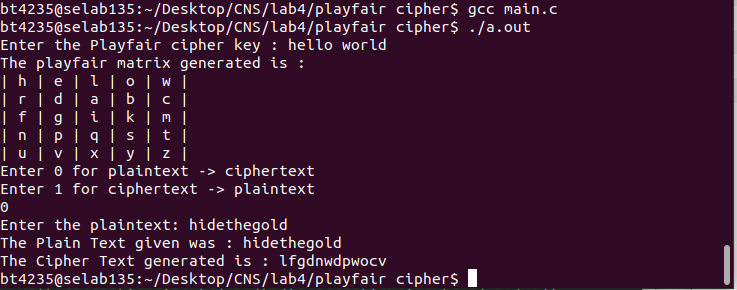 bt4235@selab135:~/Desktop/CNS/lab4/playfair cipher$ gcc main.c
bt4235@selab135:~/Desktop/CNS/lab4/playfair cipher$ ./a.out
Enter the Playfair cipher key : hello world
The playfair matrix generated is :
| h | e | l | o | w |
| r | d | a | b | c |
| f | g | i | k | m |
| n | p | q | s | t |
| u | v | x | y | z |
Enter 0 for plaintext -> ciphertext
Enter 1 for ciphertext -> plaintext
0
Enter the plaintext: hidethegold
The Plain Text given was : hidethegold
The Cipher Text generated is : lfgdnwdpwocv
bt4235@selab135:~/Desktop/CNS/lab4/playfair cipher$